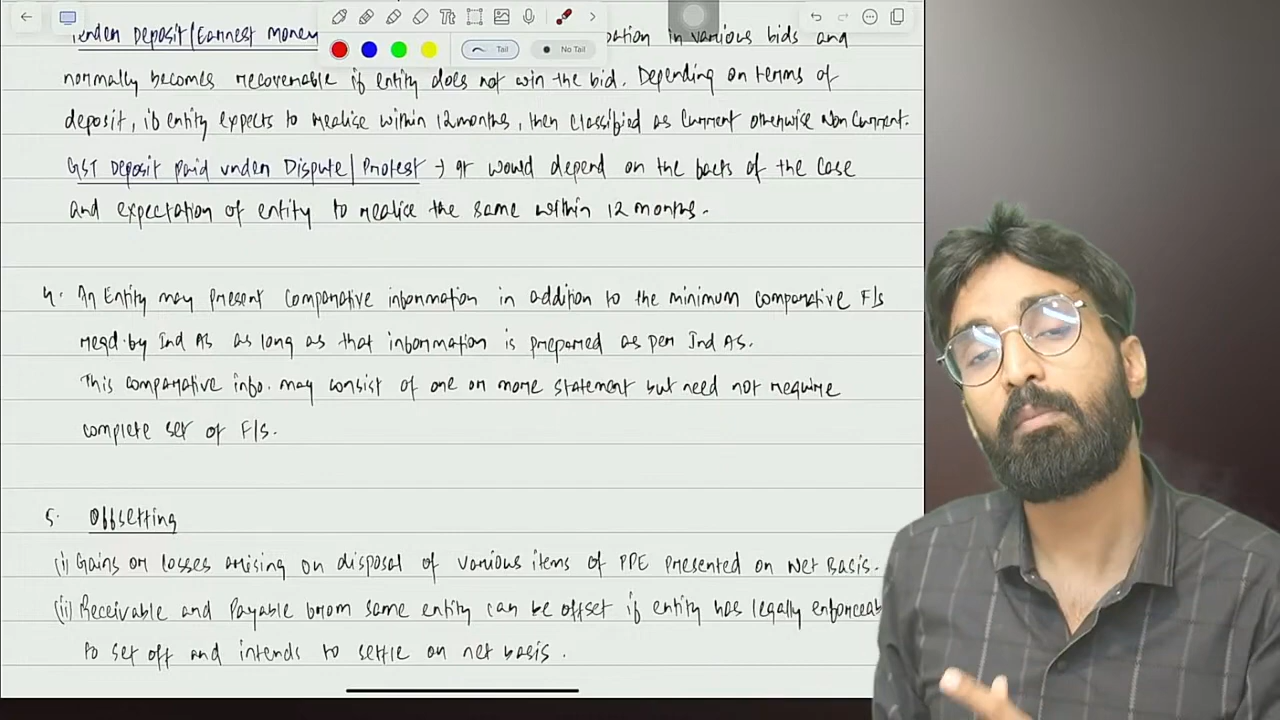 Tender Deposit/Earnest Money pation in various bids and
normally becomes recoverable if entity does not win the bid. Depending on terms of
deposit, if entity expects to realise within 12 months, then classified as current otherwise Non Current.
GST Deposit paid under Dispute/Protest → It would depend on the facts of the case
and expectation of entity to realise the same within 12 months.
4. An Entity may present comparative information in addition to the minimum comparative F/s
reqd. by Ind AS as long as that information is prepared as per Ind AS.
This comparative info. may consist of one or more statement but need not require
complete set of F/s.
5. Offsetting
(i) Gains or losses arising on disposal of various items of PPE presented on Net Basis.
(ii) Receivable and Payable from same entity can be offset if entity has legally enforceab
to set off and intends to settle on net basis.
Tail
No Tail